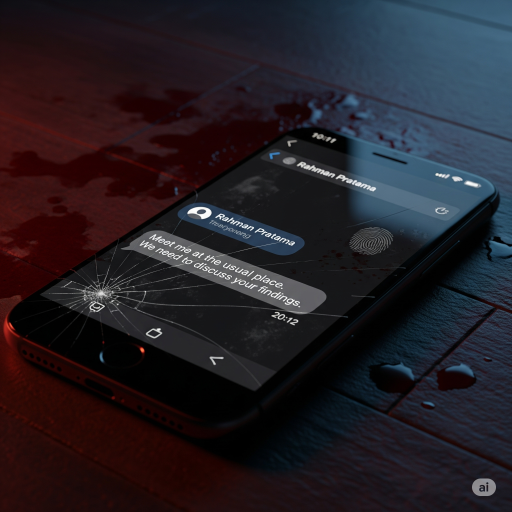 10:11
Rahman Pratama
Rahman Pratama
Meet me at the usual place.
We need to discuss your findings.
20:12
ai